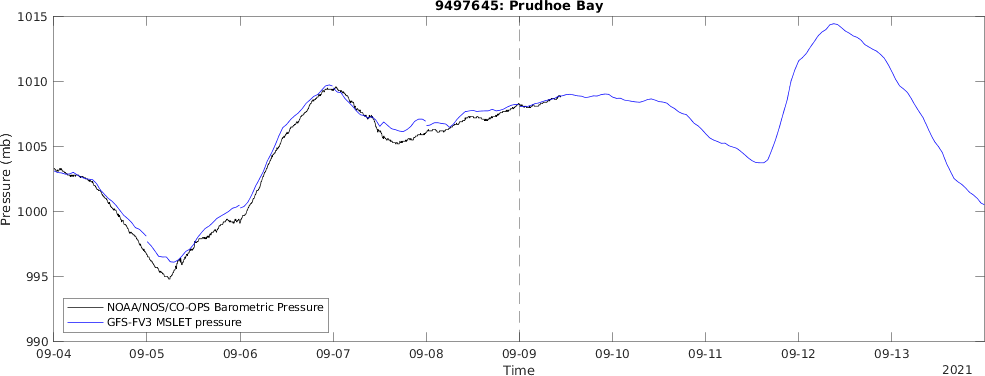 9497645: Prudhoe Bay
1015
1010
1005
1000
995
990
Pressure (mb)
NOAA/NOS/CO-OPS Barometric Pressure
GFS-FV3 MSLET pressure
09-04 09-05 09-06 09-07 09-08 09-09 09-10 09-11 09-12 09-13
Time
2021